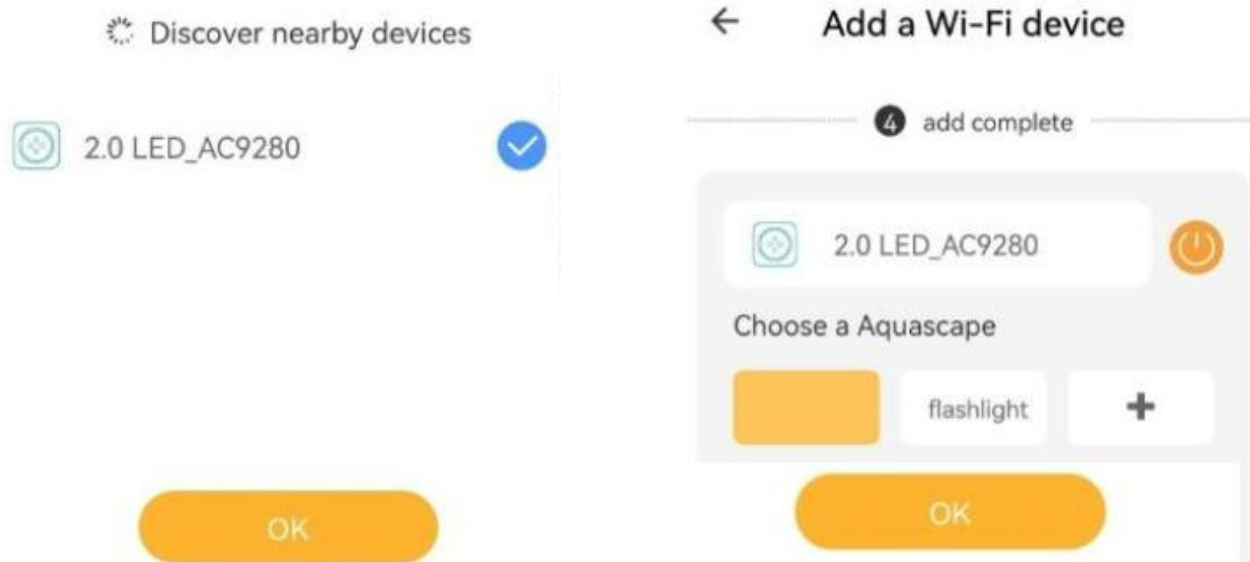 Discover nearby devices
2.0 LED_AC9280
OK
Add a Wi-Fi device
4 add complete
2.0 LED_AC9280
Choose a Aquascape
flashlight
OK